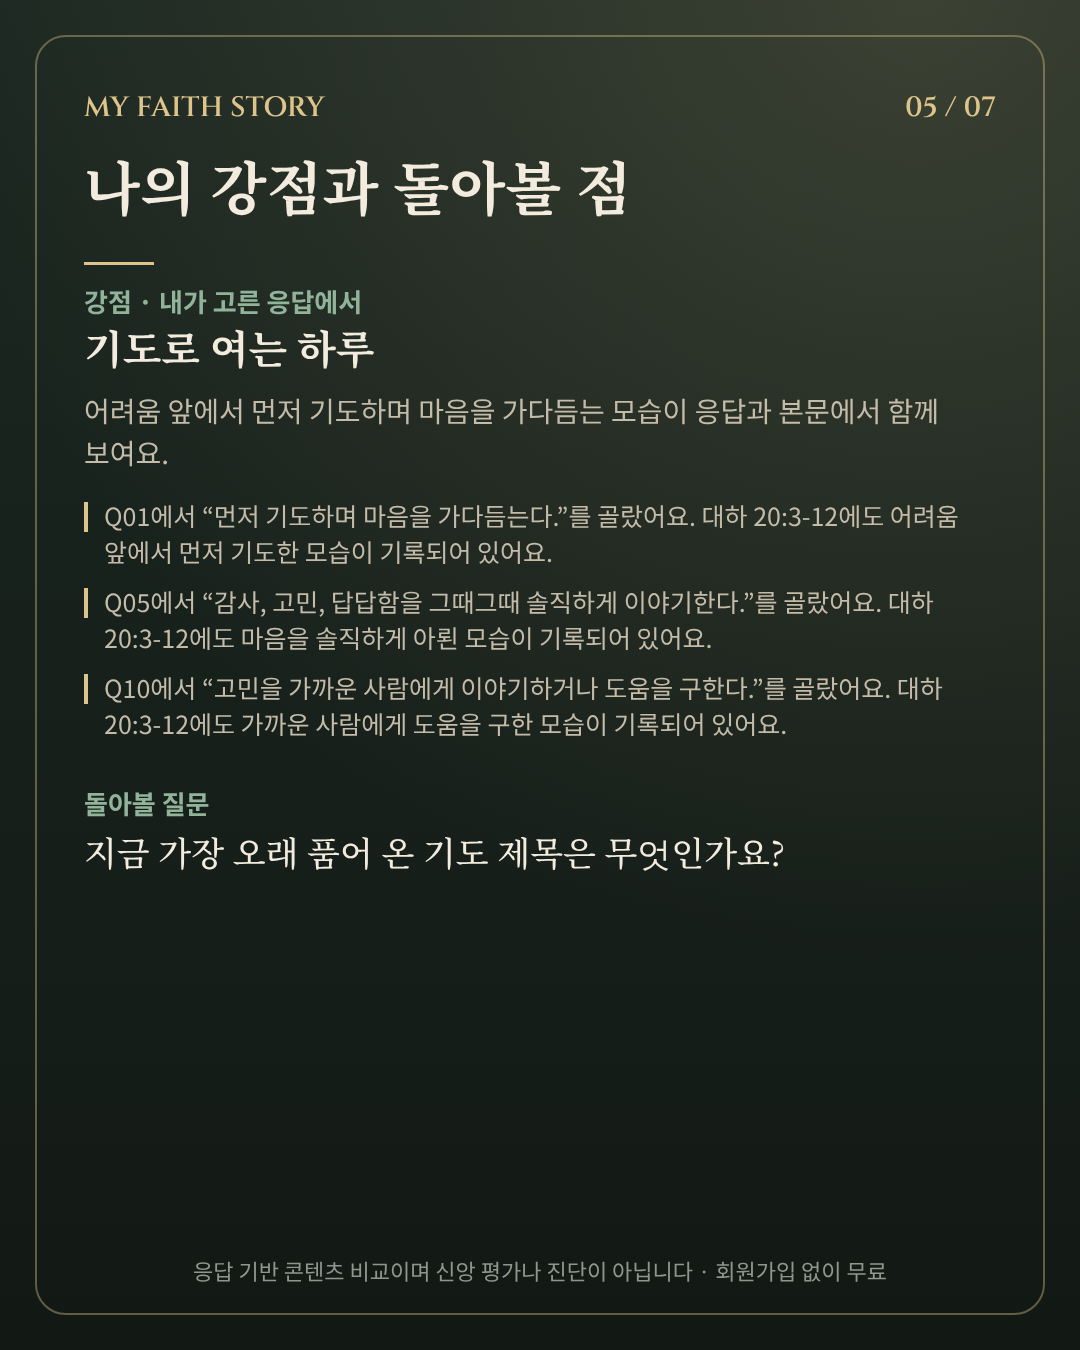 MY FAITH STORY
05 / 07
나의 강점과 돌아볼 점
강점 · 내가 고른 응답에서
기도로 여는 하루
어려움 앞에서 먼저 기도하며 마음을 가다듬는 모습이 응답과 본문에서 함께
보여요.
Q01에서 “먼저 기도하며 마음을 가다듬는다.”를 골랐어요. 대하 20:3-12에도 어려움
앞에서 먼저 기도한 모습이 기록되어 있어요.
Q05에서 “감사, 고민, 답답함을 그때그때 솔직하게 이야기한다.”를 골랐어요. 대하
20:3-12에도 마음을 솔직하게 아뢴 모습이 기록되어 있어요.
Q10에서 “고민을 가까운 사람에게 이야기하거나 도움을 구한다.”를 골랐어요. 대하
20:3-12에도 가까운 사람에게 도움을 구한 모습이 기록되어 있어요.
돌아볼 질문
지금 가장 오래 품어 온 기도 제목은 무엇인가요?
응답 기반 콘텐츠 비교이며 신앙 평가나 진단이 아닙니다 · 회원가입 없이 무료